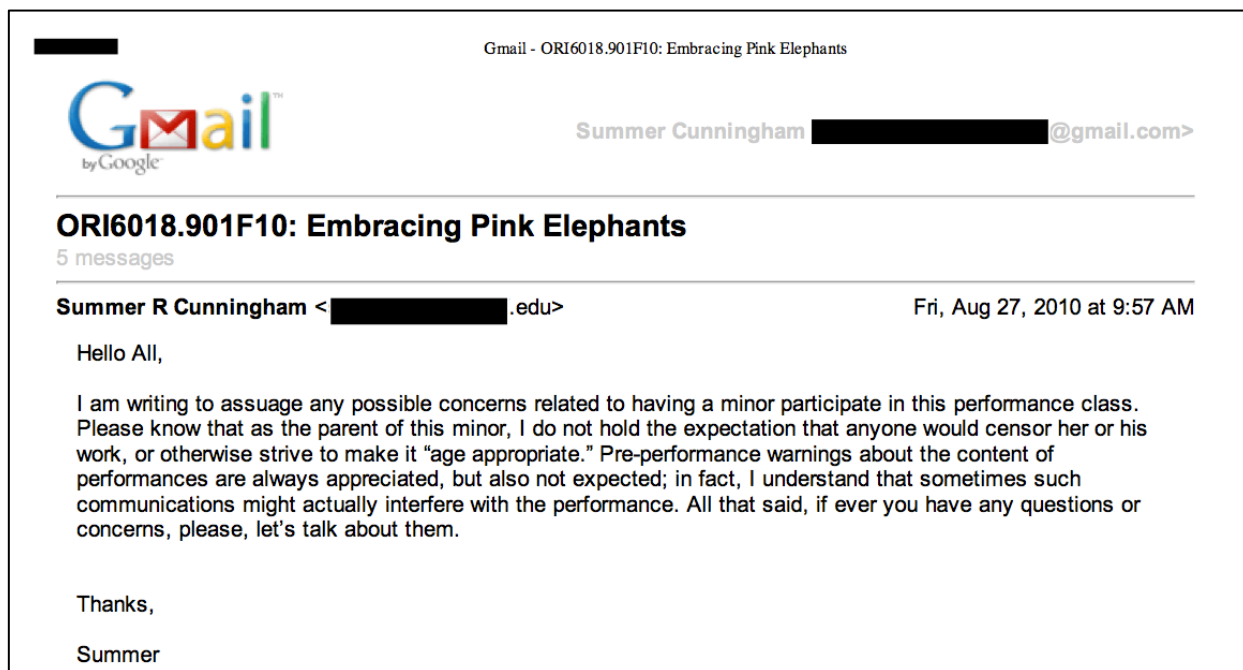 Gmail - ORI6018.901F10: Embracing Pink Elephants
Gmail™
by Google™
Summer Cunningham @gmail.com>
ORI6018.901F10: Embracing Pink Elephants
5 messages
Summer R Cunningham < .edu> Fri, Aug 27, 2010 at 9:57 AM
Hello All,
I am writing to assuage any possible concerns related to having a minor participate in this performance class.
Please know that as the parent of this minor, I do not hold the expectation that anyone would censor her or his
work, or otherwise strive to make it “age appropriate.” Pre-performance warnings about the content of
performances are always appreciated, but also not expected; in fact, I understand that sometimes such
communications might actually interfere with the performance. All that said, if ever you have any questions or
concerns, please, let’s talk about them.
Thanks,
Summer